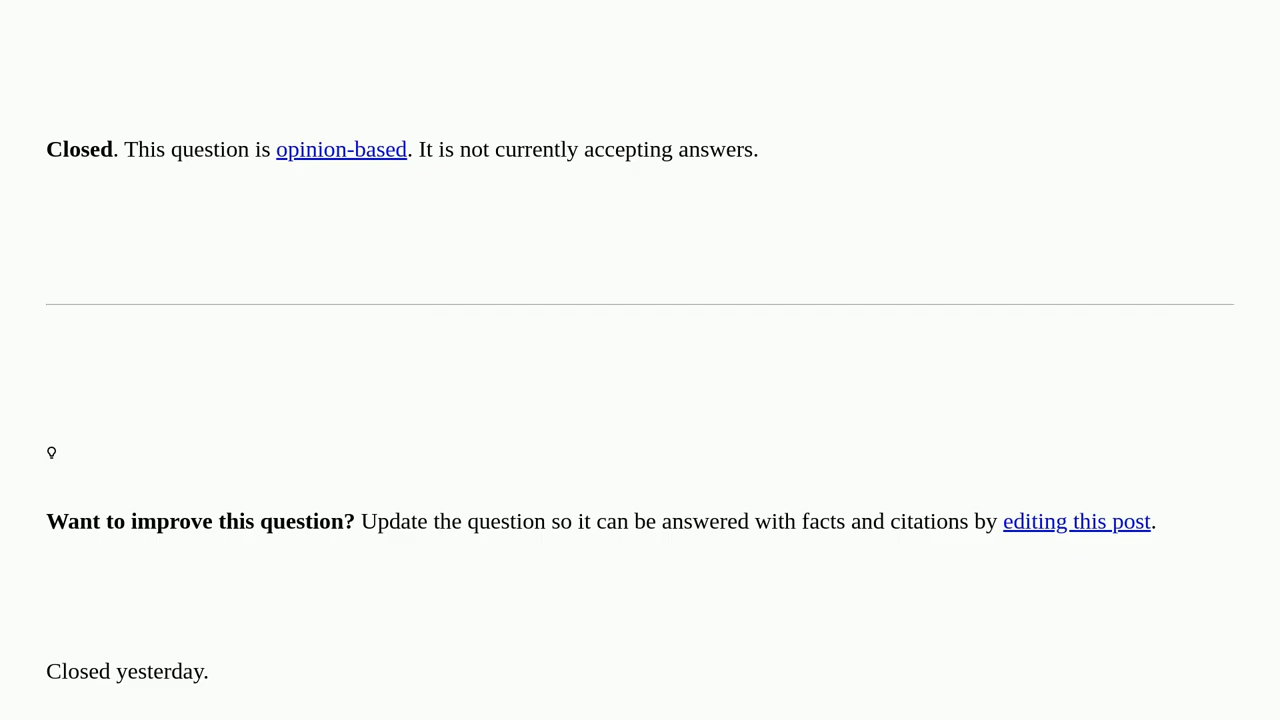 Closed. This question is opinion-based. It is not currently accepting answers.
Want to improve this question? Update the question so it can be answered with facts and citations by editing this post.
Closed yesterday.